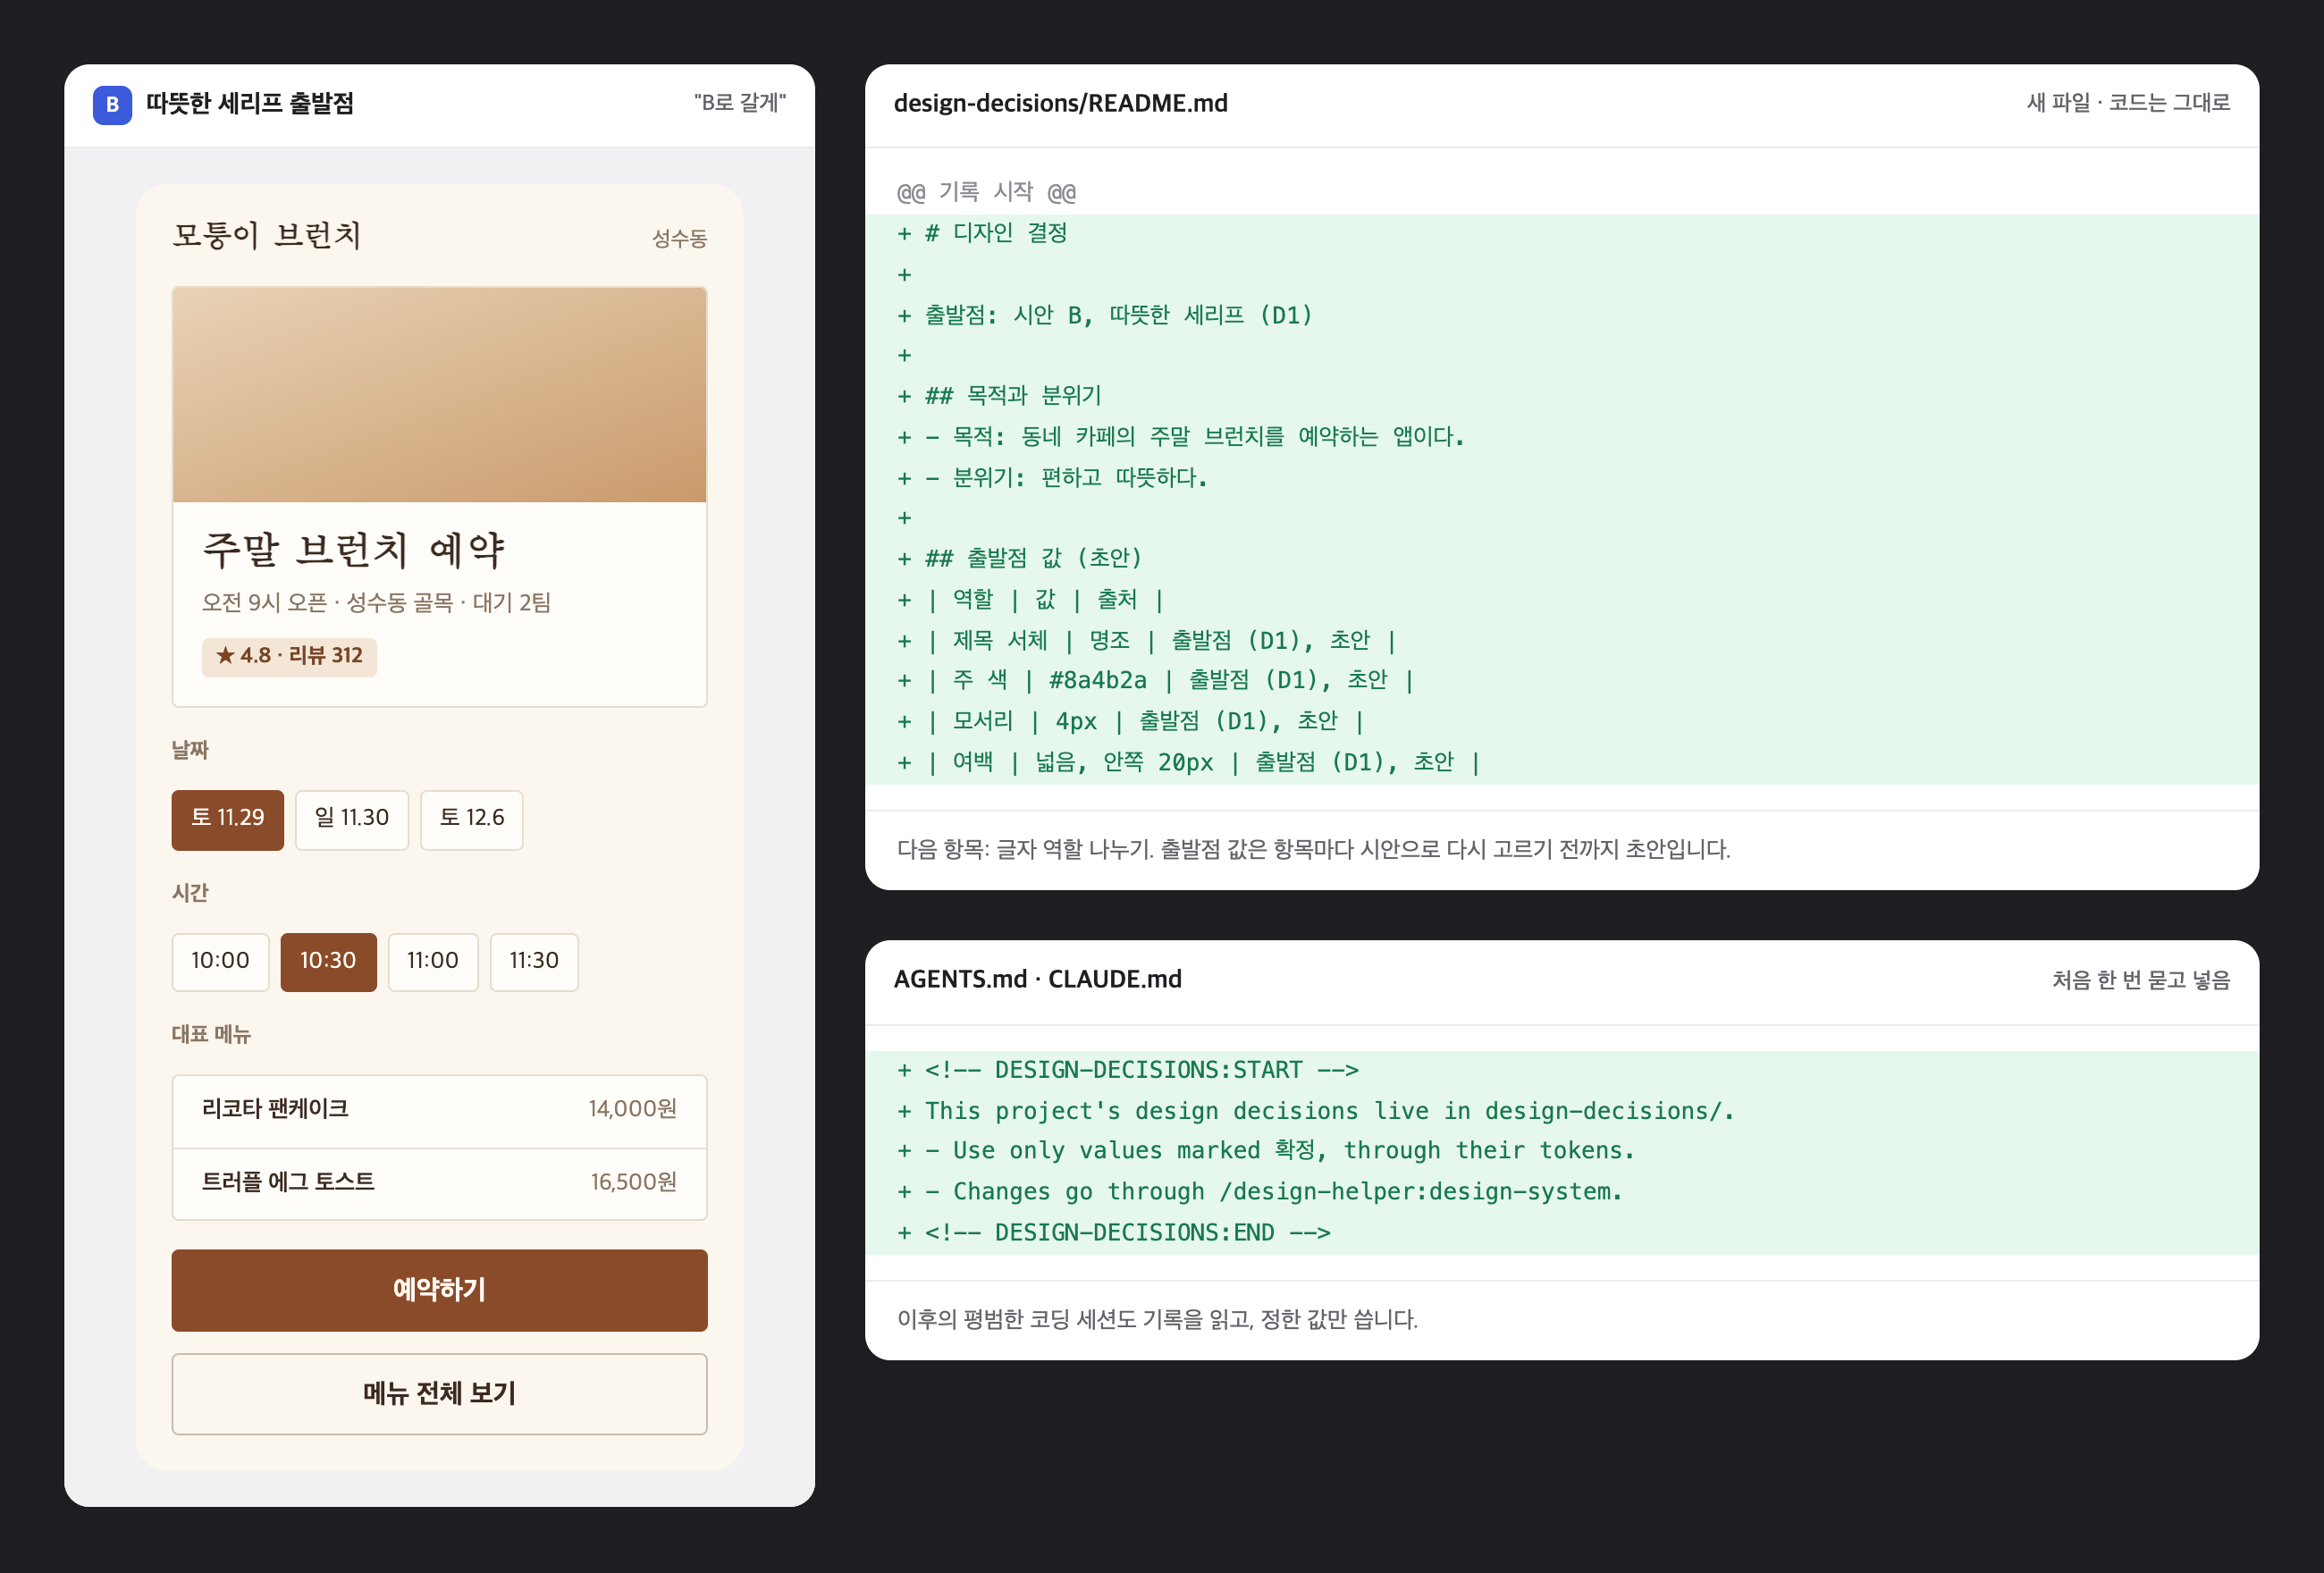 B 따뜻한 세리프 출발점 "B로 갈게"
모퉁이 브런치 성수동
주말 브런치 예약
오전 9시 오픈 · 성수동 골목 · 대기 2팀
★ 4.8 · 리뷰 312
날짜
토 11.29 일 11.30 토 12.6
시간
10:00 10:30 11:00 11:30
대표 메뉴
리코타 팬케이크 14,000원
트러플 에그 토스트 16,500원
예약하기
메뉴 전체 보기
design-decisions/README.md 새 파일 · 코드는 그대로
@@ 기록 시작 @@
+ # 디자인 결정
+
+ 출발점: 시안 B, 따뜻한 세리프 (D1)
+
+ ## 목적과 분위기
+ - 목적: 동네 카페의 주말 브런치를 예약하는 앱이다.
+ - 분위기: 편하고 따뜻하다.
+
+ ## 출발점 값 (초안)
+ | 역할 | 값 | 출처 |
+ | 제목 서체 | 명조 | 출발점 (D1), 초안 |
+ | 주 색 | #8a4b2a | 출발점 (D1), 초안 |
+ | 모서리 | 4px | 출발점 (D1), 초안 |
+ | 여백 | 넓음, 안쪽 20px | 출발점 (D1), 초안 |
다음 항목: 글자 역할 나누기. 출발점 값은 항목마다 시안으로 다시 고르기 전까지 초안입니다.
AGENTS.md · CLAUDE.md 처음 한 번 묻고 넣음
+ <!-- DESIGN-DECISIONS:START -->
+ This project's design decisions live in design-decisions/.
+ - Use only values marked 확정, through their tokens.
+ - Changes go through /design-helper:design-system.
+ <!-- DESIGN-DECISIONS:END -->
이후의 평범한 코딩 세션도 기록을 읽고, 정한 값만 씁니다.